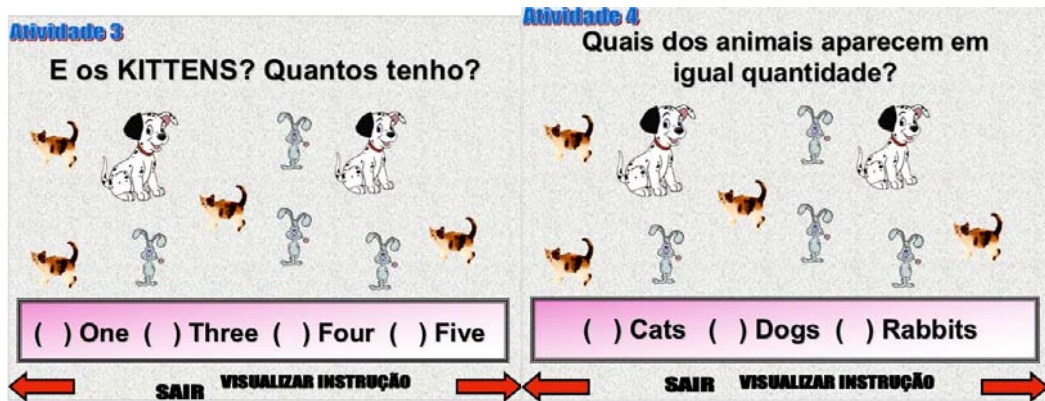 Atividade 3
E os KITTENS? Quantos tenho?
( ) One ( ) Three ( ) Four ( ) Five
SAIR VISUALIZAR INSTRUÇÃO
Atividade 4
Quais dos animais aparecem em
igual quantidade?
( ) Cats ( ) Dogs ( ) Rabbits
SAIR VISUALIZAR INSTRUÇÃO